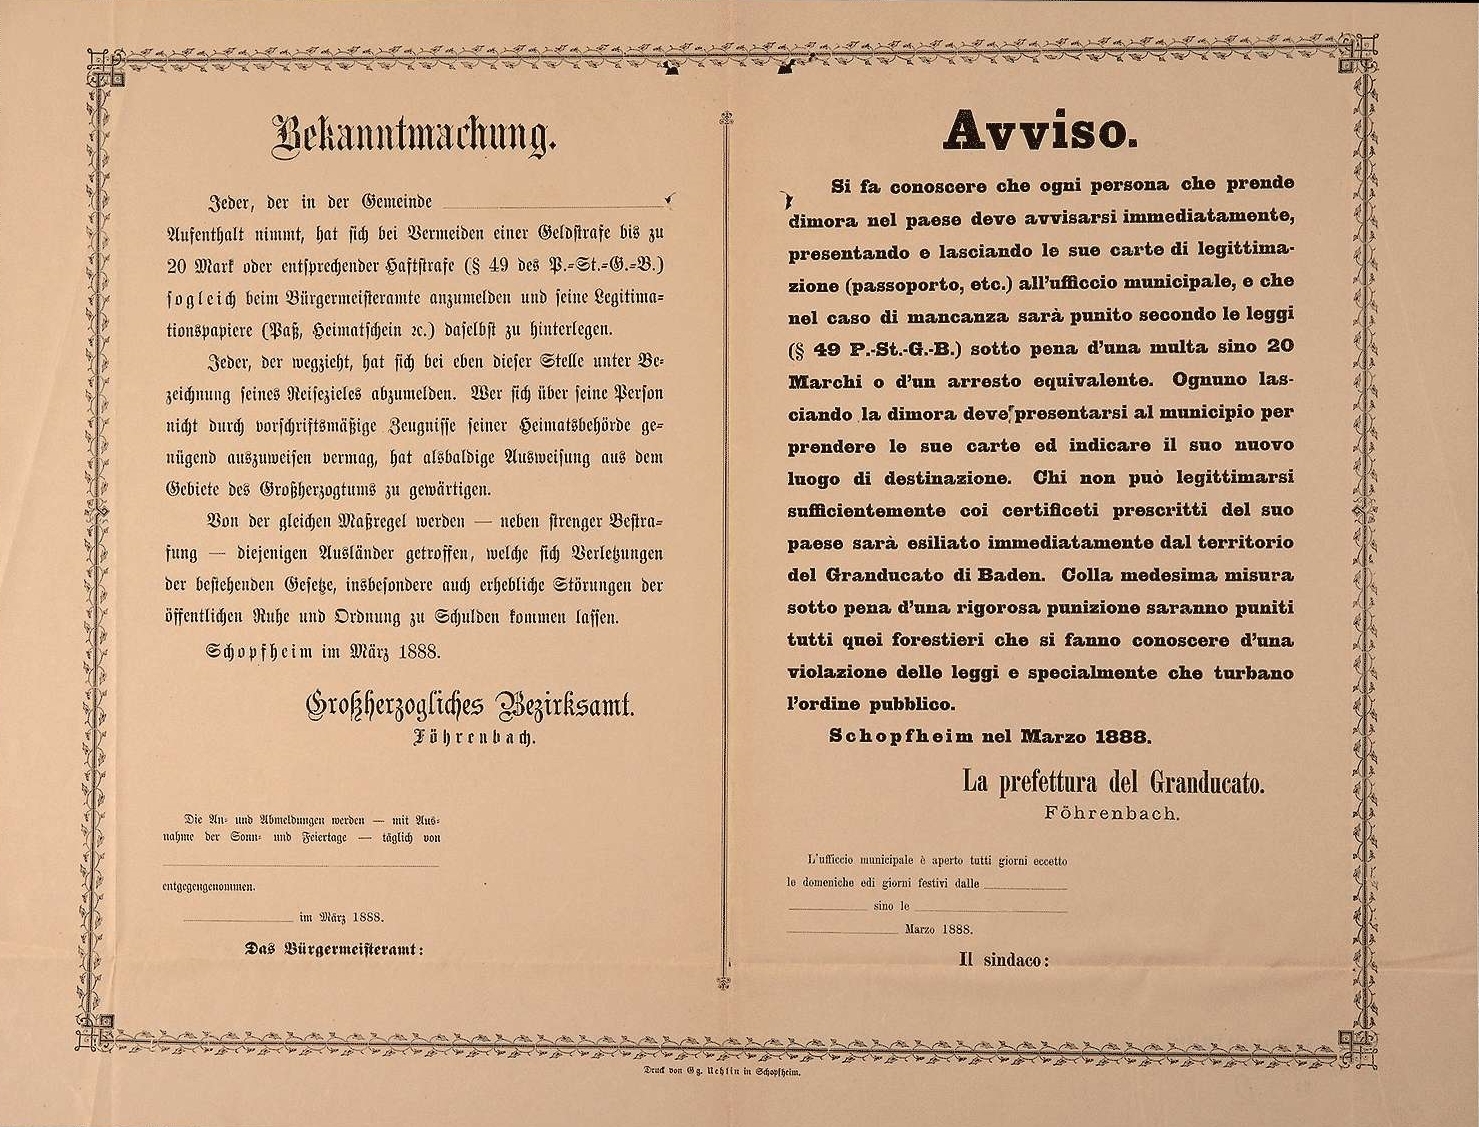 Bekanntmachung.
Jeder, der in der Gemeinde
Aufenthalt nimmt, hat sich bei Vermeiden einer Geldstrafe bis zu
20 Mark oder entsprechender Haftstrafe (§ 49 des P.-St.-G.-B.)
sogleich beim Bürgermeisteramte anzumelden und seine Legitima-
tionspapiere (Paß, Heimatschein ꝛc.) daselbst zu hinterlegen.
Jeder, der wegzieht, hat sich bei eben dieser Stelle unter Be-
zeichnung seines Reisezieles abzumelden. Wer sich über seine Person
nicht durch vorschriftsmäßige Zeugnisse seiner Heimatsbehörde ge-
nügend auszuweisen vermag, hat alsbaldige Ausweisung aus dem
Gebiete des Großherzogtums zu gewärtigen.
Von der gleichen Maßregel werden — neben strenger Bestra-
fung — diejenigen Ausländer getroffen, welche sich Verletzungen
der bestehenden Gesetze, insbesondere auch erhebliche Störungen der
öffentlichen Ruhe und Ordnung zu Schulden kommen lassen.
Schopfheim im März 1888.
Großherzogliches Bezirksamt.
Föhrenbach.
Die An- und Abmeldungen werden — mit Aus-
nahme der Sonn- und Feiertage — täglich von
entgegengenommen.
im März 1888.
Das Bürgermeisteramt:
Avviso.
Si fa conoscere che ogni persona che prende
dimora nel paese deve avvisarsi immediatamente,
presentando e lasciando le sue carte di legittima-
zione (passoporto, etc.) all'ufficcio municipale, e che
nel caso di mancanza sarà punito secondo le leggi
(§ 49 P.-St.-G.-B.) sotto pena d'una multa sino 20
Marchi o d'un arresto equivalente. Ognuno las-
ciando la dimora deve presentarsi al municipio per
prendere le sue carte ed indicare il suo nuovo
luogo di destinazione. Chi non può legittimarsi
sufficientemente coi certificeti prescritti del suo
paese sarà esiliato immediatamente dal territorio
del Granducato di Baden. Colla medesima misura
sotto pena d'una rigorosa punizione saranno puniti
tutti quei forestieri che si fanno conoscere d'una
violazione delle leggi e specialmente che turbano
l'ordine pubblico.
Schopfheim nel Marzo 1888.
La prefettura del Granducato.
Föhrenbach.
L'ufficcio municipale è aperto tutti giorni eccetto
le domeniche edi giorni festivi dalle
sino le
Marzo 1888.
Il sindaco:
Druck von Gg. Uehlin in Schopfheim.